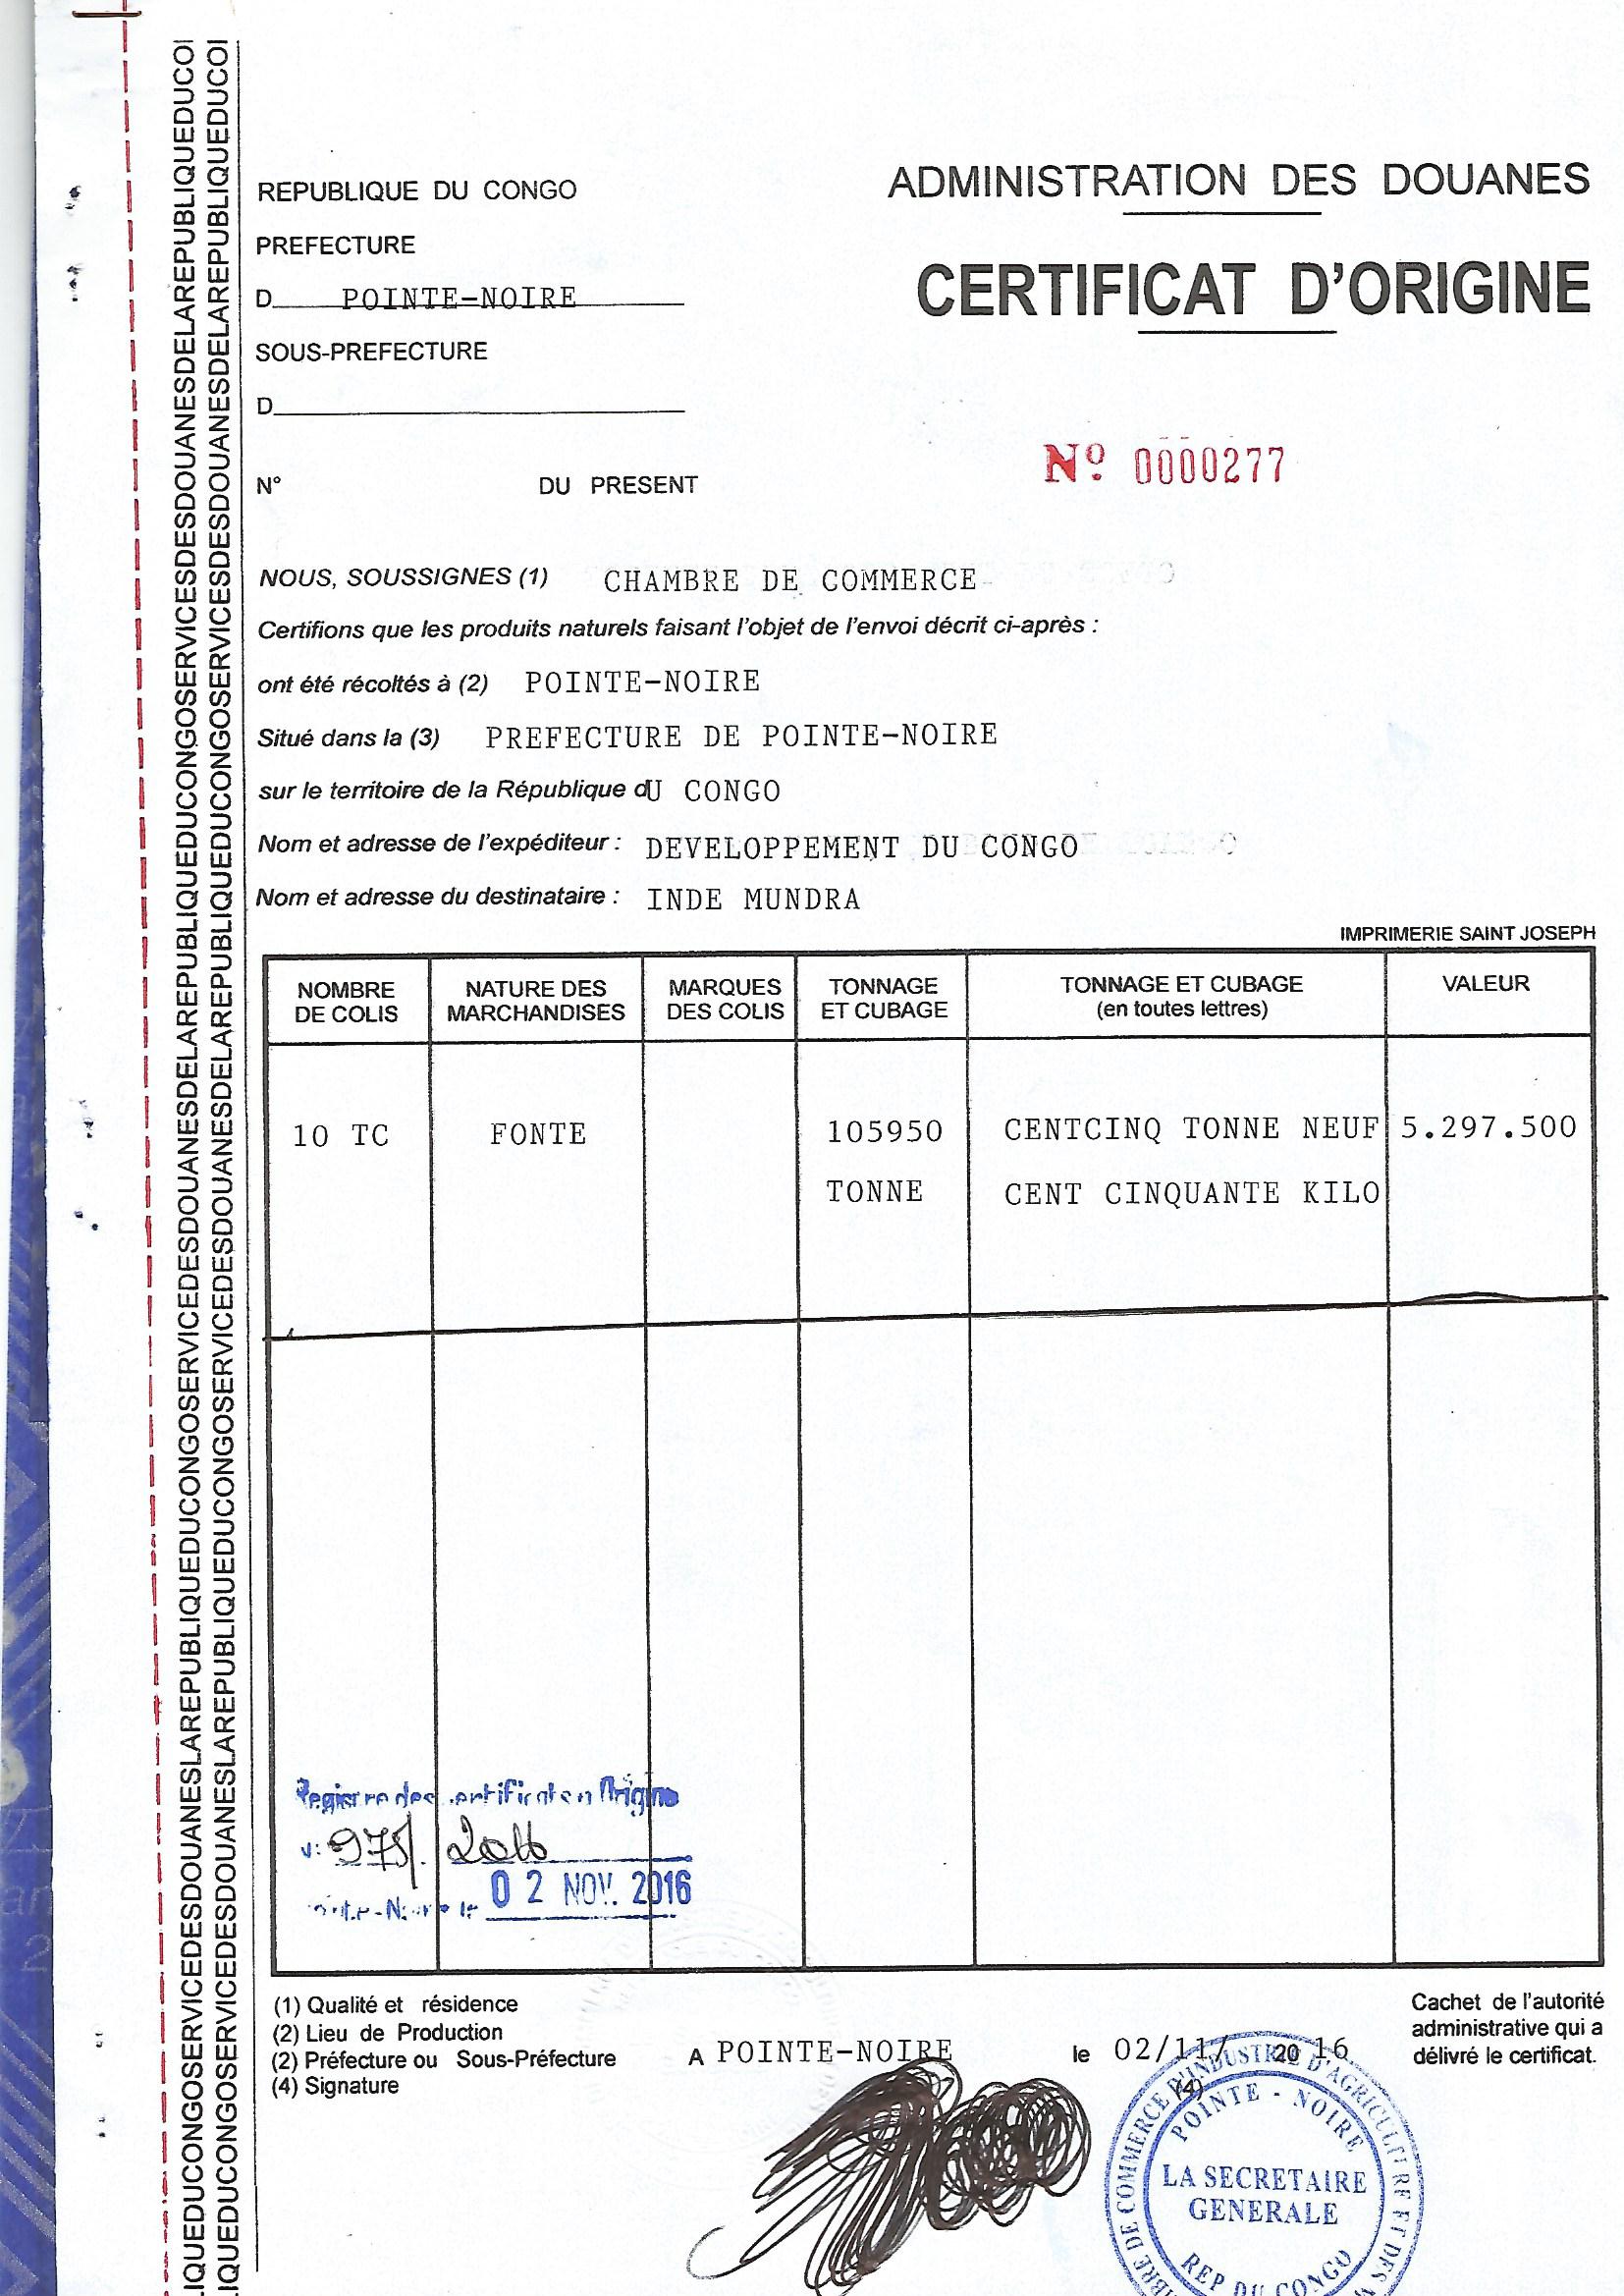 REPUBLIQUE DU CONGO
ADMINISTRATION DES DOUANES
PREFECTURE
CERTIFICAT D'ORIGINE
D POINTE-NOIRE
SOUS-PREFECTURE
D
Nº 0000277
N° DU PRESENT
NOUS, SOUSSIGNES (1) CHAMBRE DE COMMERCE
Certifions que les produits naturels faisant l'objet de l'envoi décrit ci-après :
ont été récoltés à (2) POINTE-NOIRE
Situé dans la (3) PREFECTURE DE POINTE-NOIRE
sur le territoire de la République dU CONGO
Nom et adresse de l'expéditeur : DEVELOPPEMENT DU CONGO
Nom et adresse du destinataire : INDE MUNDRA
IMPRIMERIE SAINT JOSEPH
NOMBRE DE COLIS
NATURE DES MARCHANDISES
MARQUES DES COLIS
TONNAGE ET CUBAGE
TONNAGE ET CUBAGE (en toutes lettres)
VALEUR
10 TC FONTE 105950 CENTCINQ TONNE NEUF 5.297.500
TONNE CENT CINQUANTE KILO
Registre des certificats d Origine
975/. 2016
le 02 NOV. 2016
(1) Qualité et résidence
(2) Lieu de Production
(2) Préfecture ou Sous-Préfecture
(4) Signature
A POINTE-NOIRE le 02/11/ 20 16
(4)
Cachet de l'autorité
administrative qui a
délivré le certificat.
DE COMMERCE D'INDUSTRIE D'AGRICULTURE ET DES
POINTE - NOIRE
LA SECRETAIRE
GENERALE
REP DU CONGO